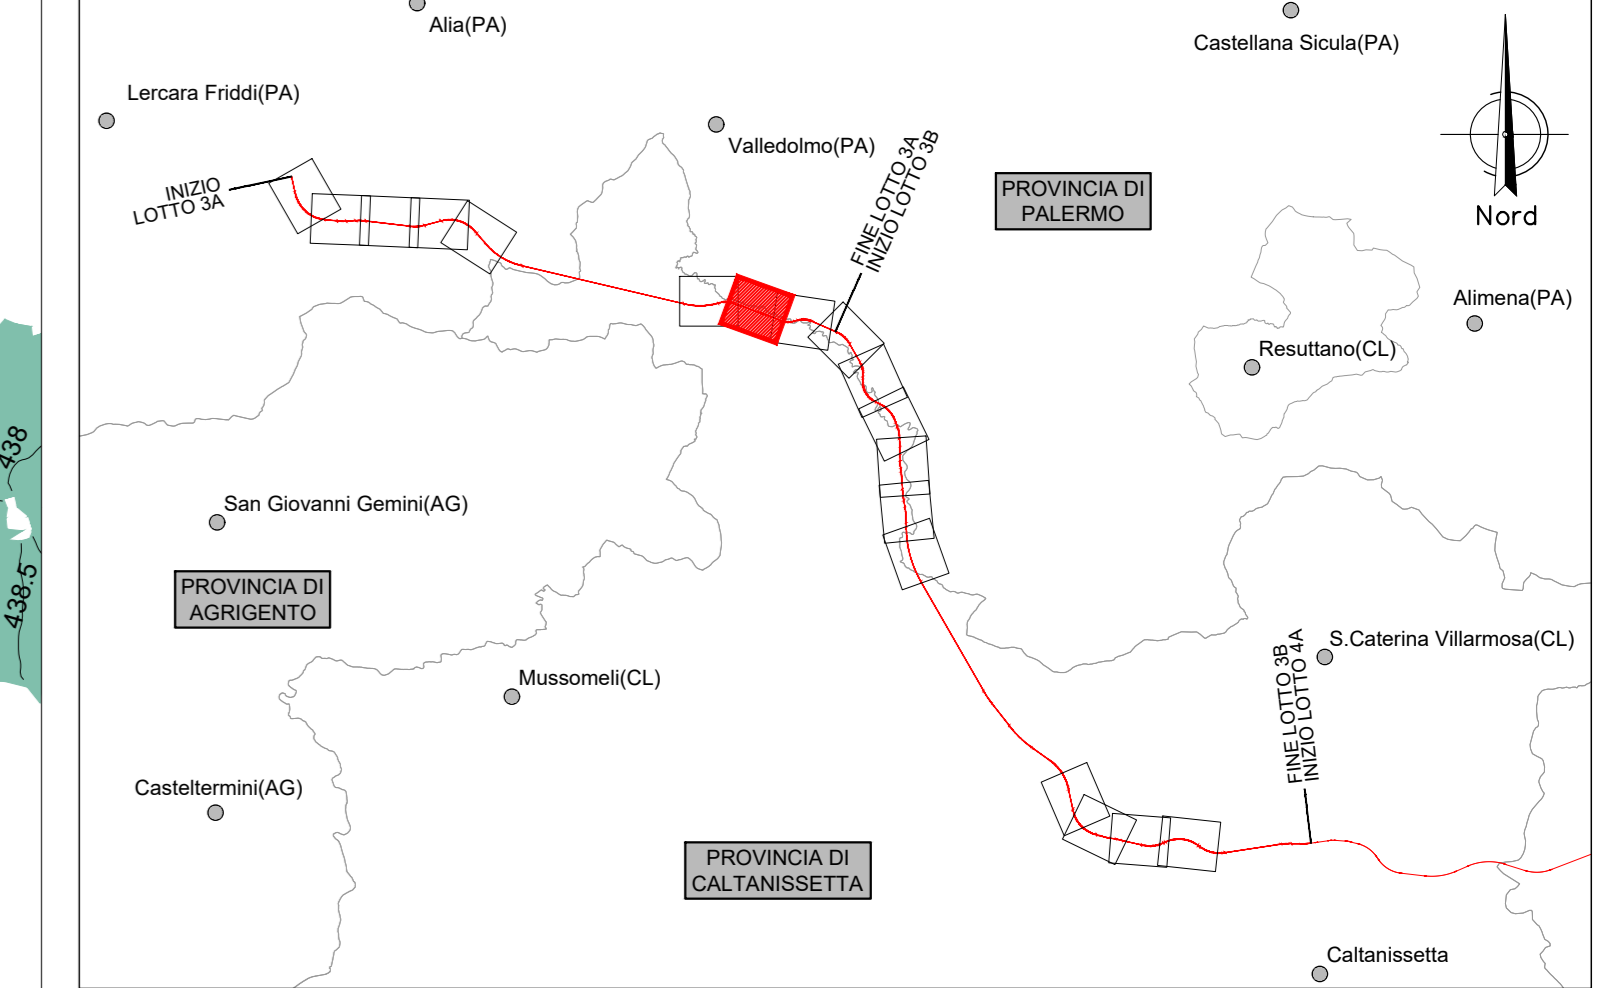 Alia(PA)
Castellana Sicula(PA)
Lercara Friddi(PA)
Valledolmo(PA)
INIZIO
LOTTO 3A
FINE LOTTO 3A
INIZIO LOTTO 3B
PROVINCIA DI
PALERMO
Nord
Alimena(PA)
Resuttano(CL)
438
San Giovanni Gemini(AG)
438.5
PROVINCIA DI
AGRIGENTO
Mussomeli(CL)
S.Caterina Villarmosa(CL)
FINE LOTTO 3B
INIZIO LOTTO 4A
Casteltermini(AG)
PROVINCIA DI
CALTANISSETTA
Caltanissetta